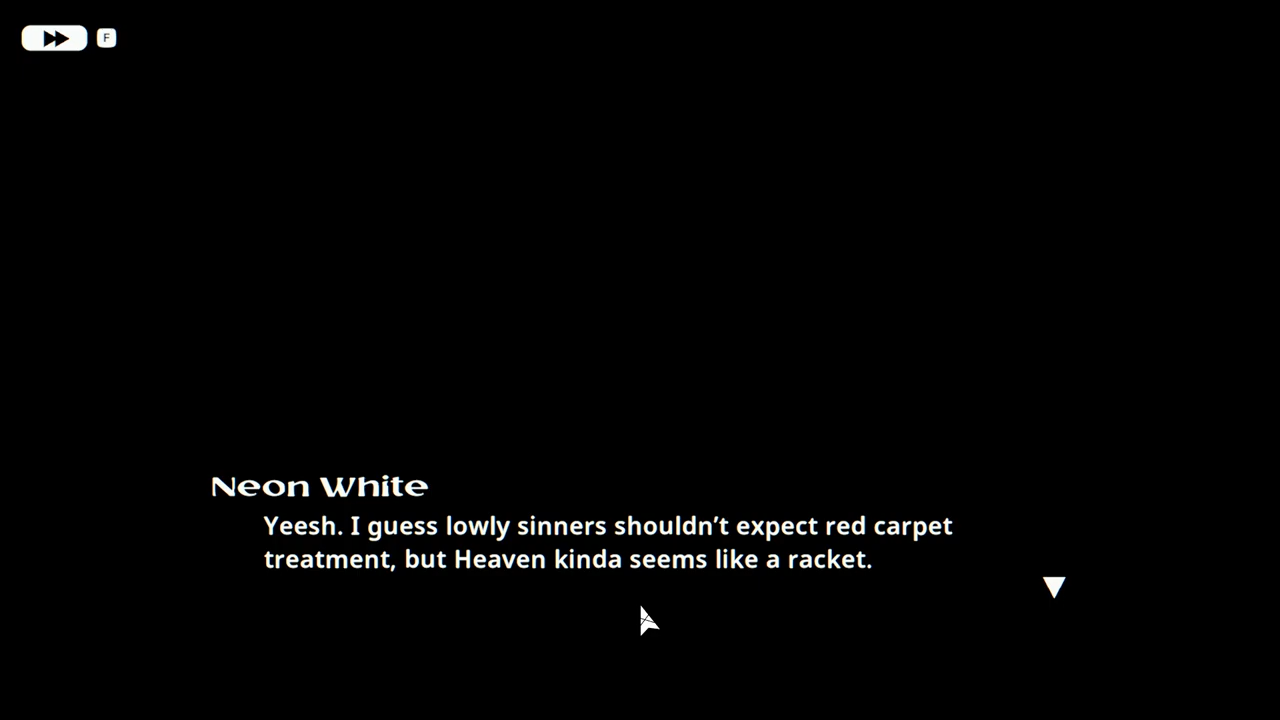 F
Neon White
Yeesh. I guess lowly sinners shouldn’t expect red carpet
treatment, but Heaven kinda seems like a racket.